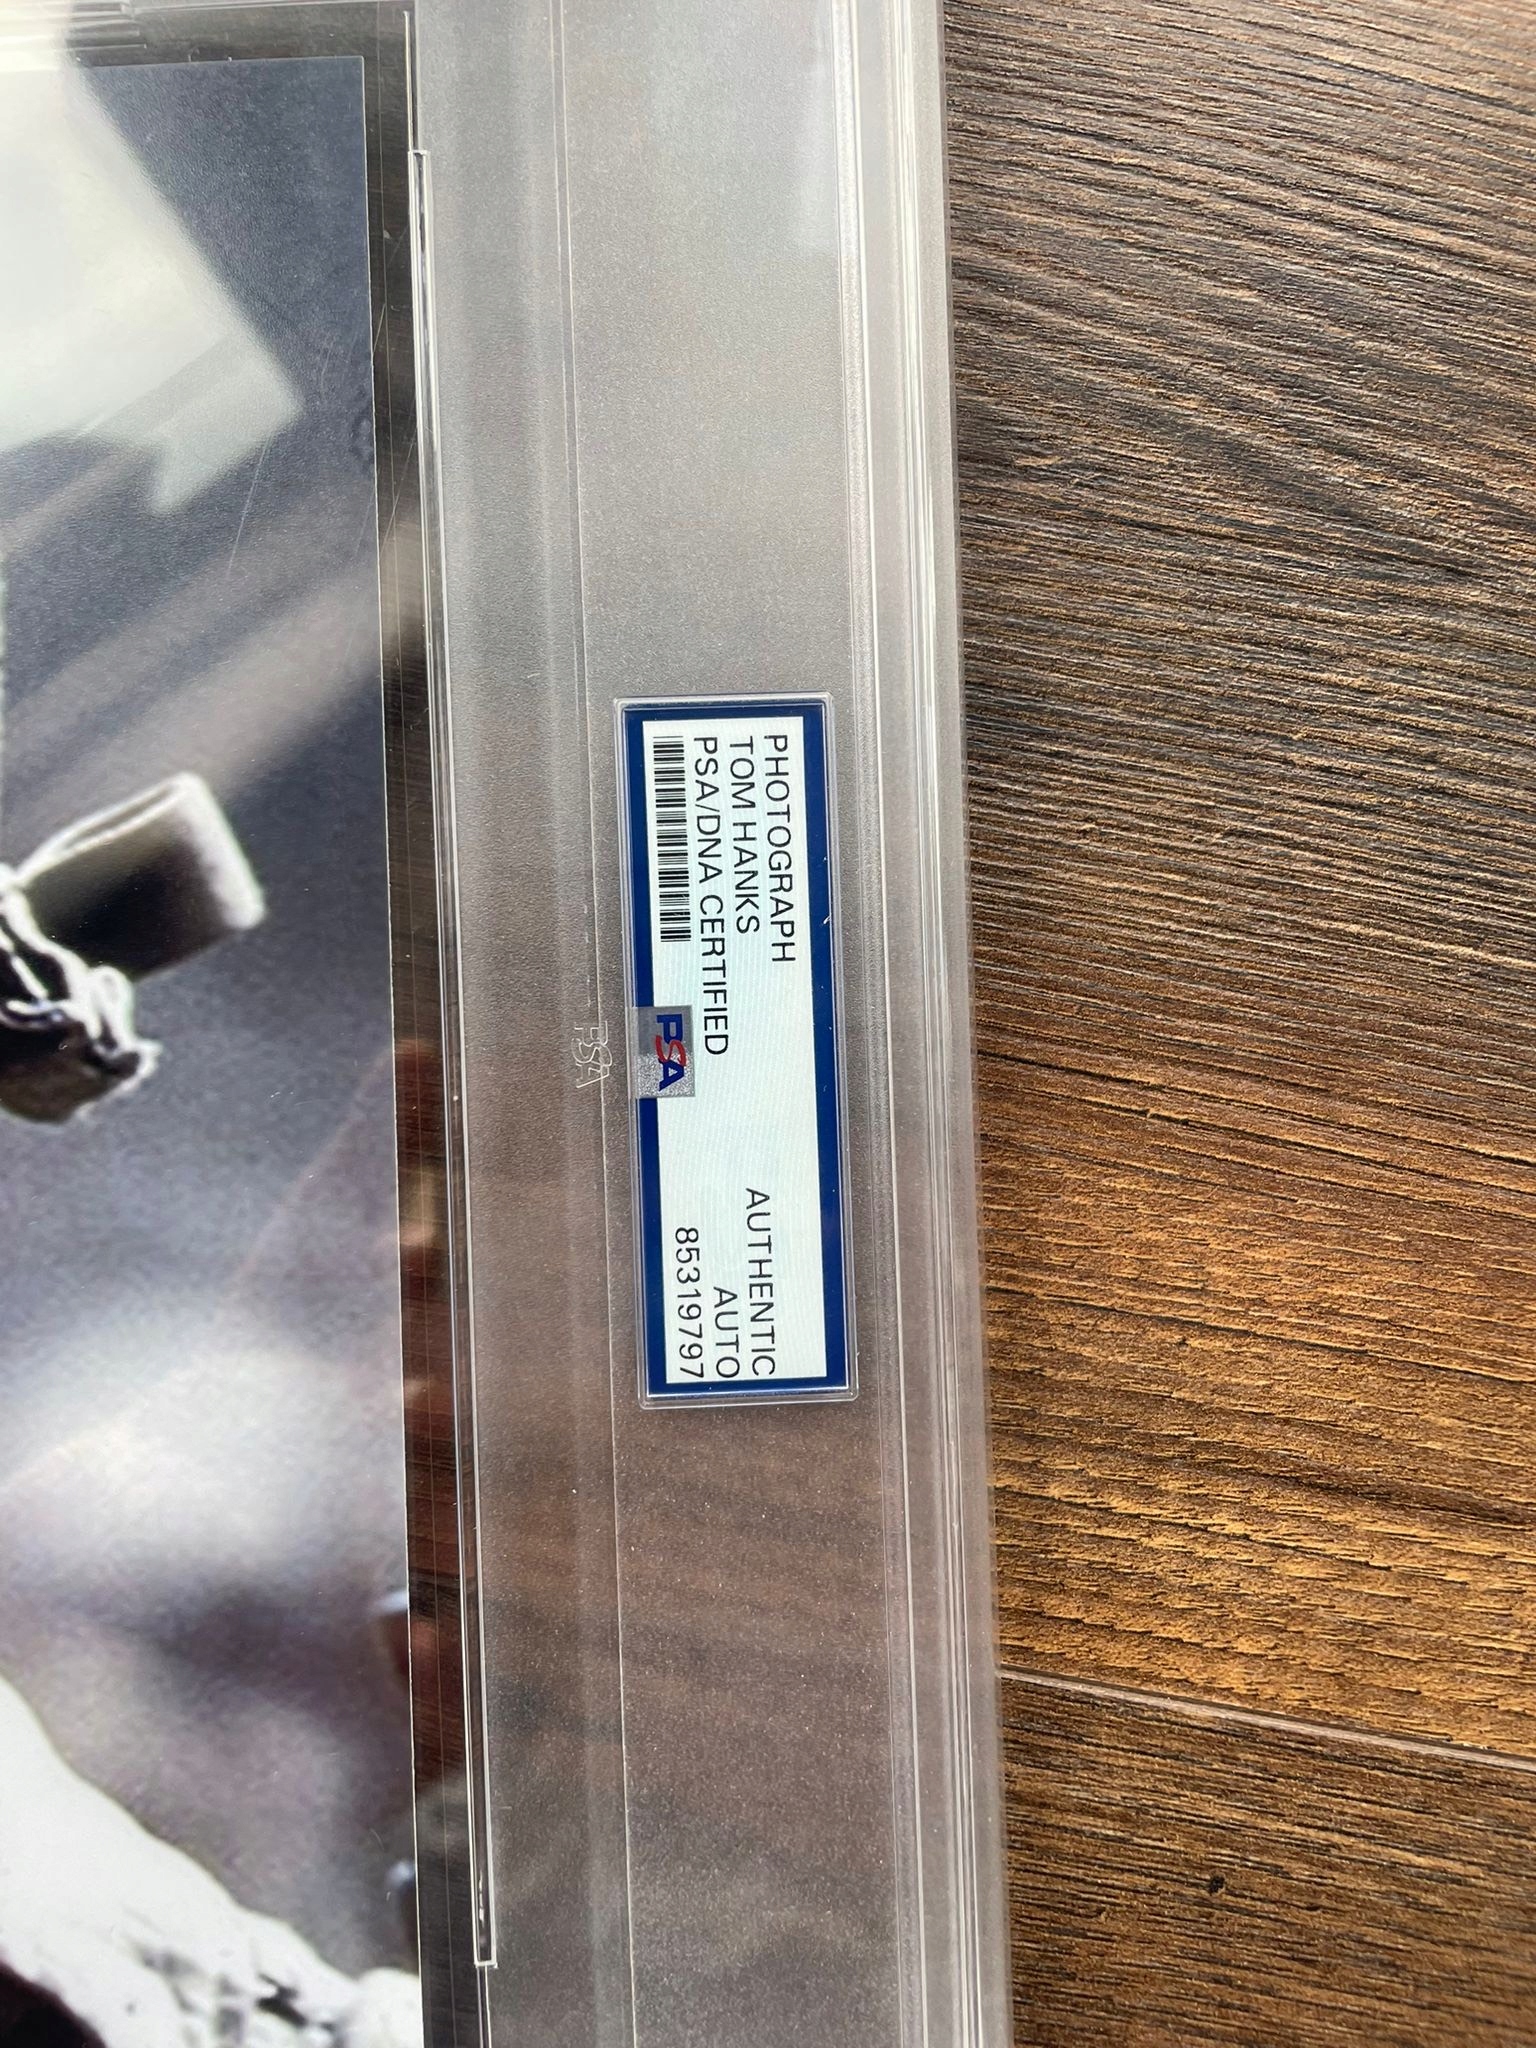 PHOTOGRAPH
TOM HANKS
PSA/DNA CERTIFIED
AUTHENTIC
AUTO
85319797
PSA
PSA